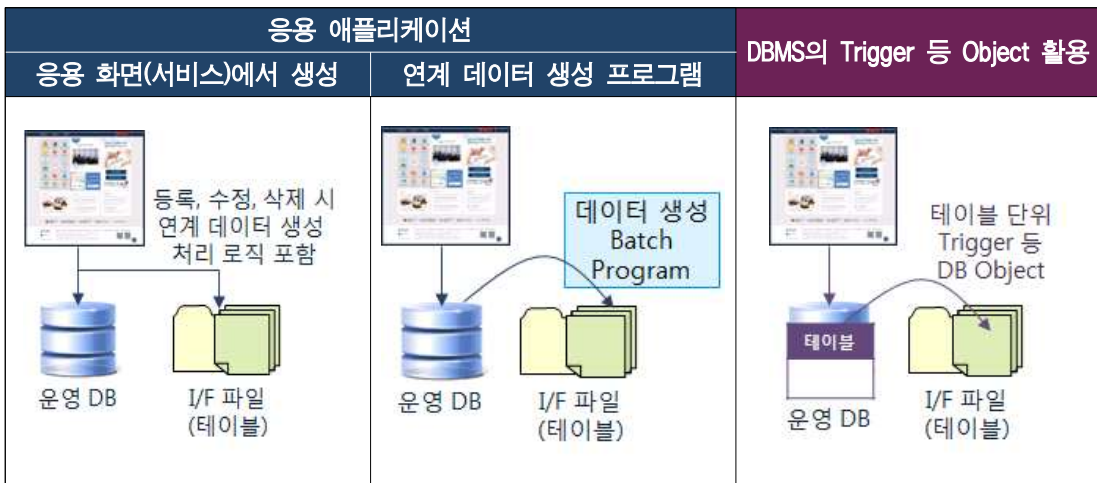 응용 애플리케이션
DBMS의 Trigger 등 Object 활용
응용 화면(서비스)에서 생성
연계 데이터 생성 프로그램
등록, 수정, 삭제 시
연계 데이터 생성
처리 로직 포함
운영 DB
I/F 파일
(테이블)
데이터 생성
Batch
Program
운영 DB
I/F 파일
(테이블)
테이블 단위
Trigger 등
DB Object
테이블
운영 DB
I/F 파일
(테이블)